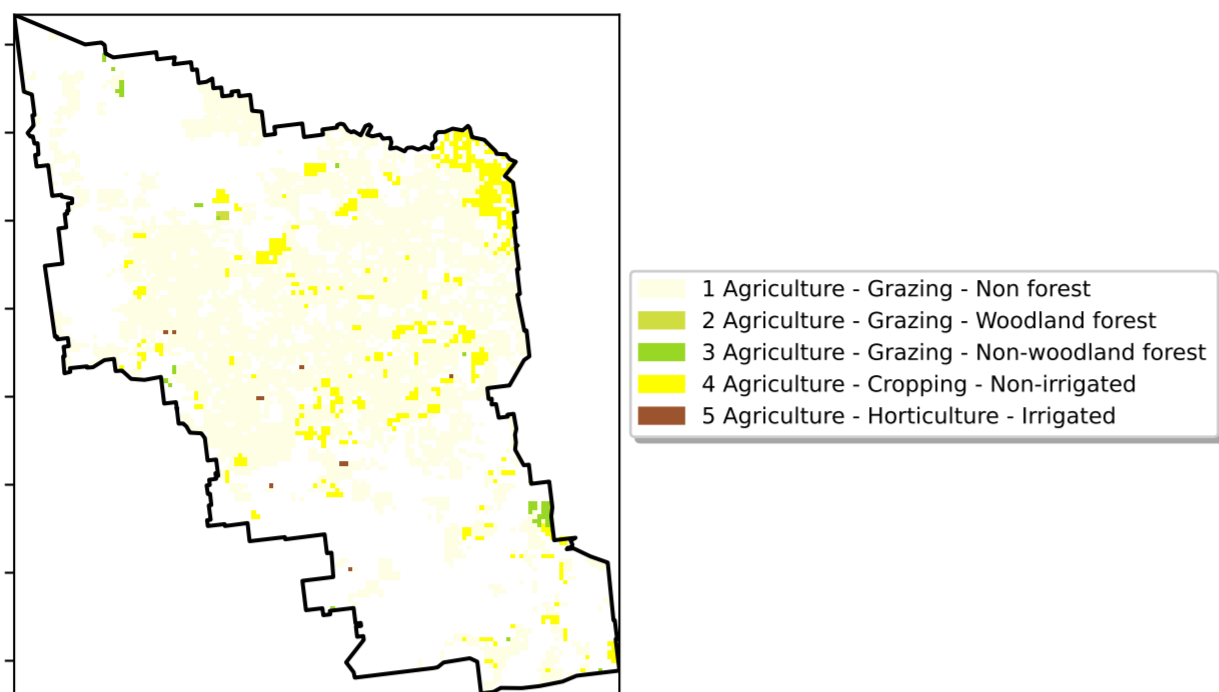 1 Agriculture - Grazing - Non forest
2 Agriculture - Grazing - Woodland forest
3 Agriculture - Grazing - Non-woodland forest
4 Agriculture - Cropping - Non-irrigated
5 Agriculture - Horticulture - Irrigated